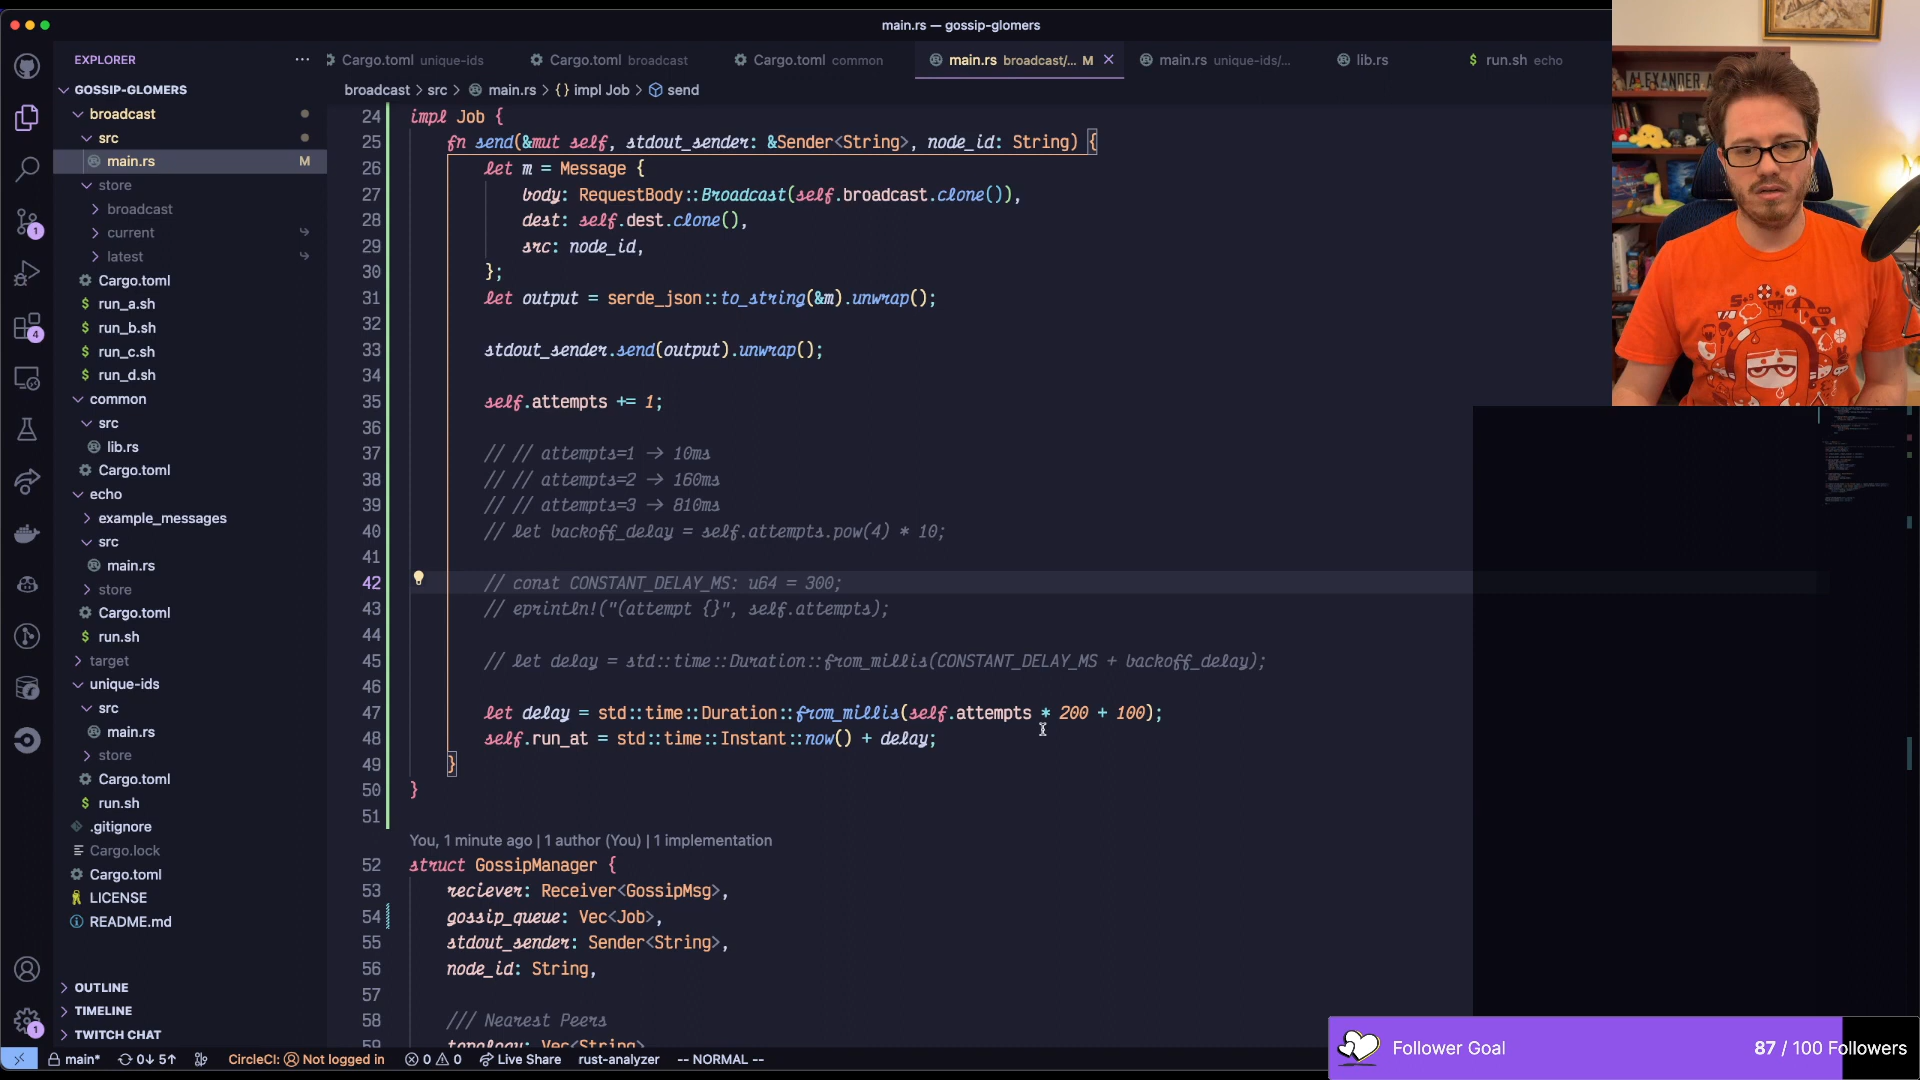 main.rs — gossip-glomers
EXPLORER
Cargo.toml unique-ids
Cargo.toml broadcast
Cargo.toml common
main.rs broadcast/... M
main.rs unique-ids/...
lib.rs
run.sh echo
broadcast > src > main.rs > {} impl Job > send
GOSSIP-GLOMERS
broadcast
src
main.rs M
store
broadcast
current
latest
Cargo.toml
run_a.sh
run_b.sh
run_c.sh
run_d.sh
common
src
lib.rs
Cargo.toml
echo
example_messages
src
main.rs
store
Cargo.toml
run.sh
target
unique-ids
src
main.rs
store
Cargo.toml
run.sh
.gitignore
Cargo.lock
Cargo.toml
LICENSE
README.md
OUTLINE
TIMELINE
TWITCH CHAT
1
4
1
24 impl Job {
25 fn send(&mut self, stdout_sender: &Sender<String>, node_id: String) {
26 let m = Message {
27 body: RequestBody::Broadcast(self.broadcast.clone()),
28 dest: self.dest.clone(),
29 src: node_id,
30 };
31 let output = serde_json::to_string(&m).unwrap();
32
33 stdout_sender.send(output).unwrap();
34
35 self.attempts += 1;
36
37 // // attempts=1 -> 10ms
38 // // attempts=2 -> 160ms
39 // // attempts=3 -> 810ms
40 // let backoff_delay = self.attempts.pow(4) * 10;
41
42 // const CONSTANT_DELAY_MS: u64 = 300;
43 // eprintln!("(attempt {}", self.attempts);
44
45 // let delay = std::time::Duration::from_millis(CONSTANT_DELAY_MS + backoff_delay);
46
47 let delay = std::time::Duration::from_millis(self.attempts * 200 + 100);
48 self.run_at = std::time::Instant::now() + delay;
49 }
50 }
51
You, 1 minute ago | 1 author (You) | 1 implementation
52 struct GossipManager {
53 reciever: Receiver<GossipMsg>,
54 gossip_queue: Vec<Job>,
55 stdout_sender: Sender<String>,
56 node_id: String,
57
58 /// Nearest Peers
59 topology: Vec<String>
main* 0↓ 5↑ CircleCI: Not logged in 0 0 Live Share rust-analyzer -- NORMAL --
Follower Goal 87 / 100 Followers